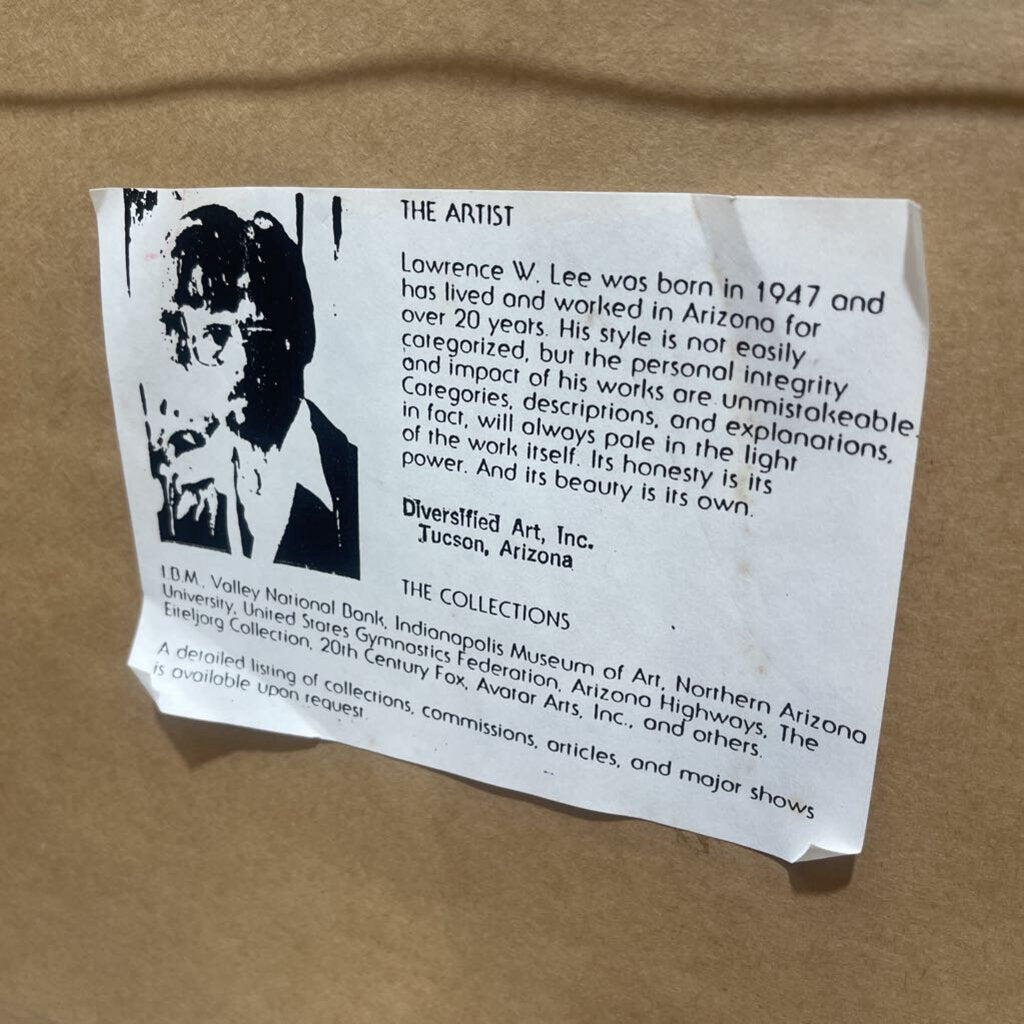 THE ARTIST
Lawrence W. Lee was born in 1947 and
has lived and worked in Arizona for
over 20 years. His style is not easily
categorized, but the personal integrity
and impact of his works are unmistakeable.
Categories, descriptions, and explanations,
in fact, will always pale in the light
of the work itself. Its honesty is its
power. And its beauty is its own.
Diversified Art, Inc.
Tucson, Arizona
THE COLLECTIONS
I.B.M., Valley National Bank, Indianapolis Museum of Art, Northern Arizona
University, United States Gymnastics Federation, Arizona Highways, The
Eiteljorg Collection, 20th Century Fox, Avatar Arts, Inc., and others.
A detailed listing of collections, commissions, articles, and major shows
is available upon request.